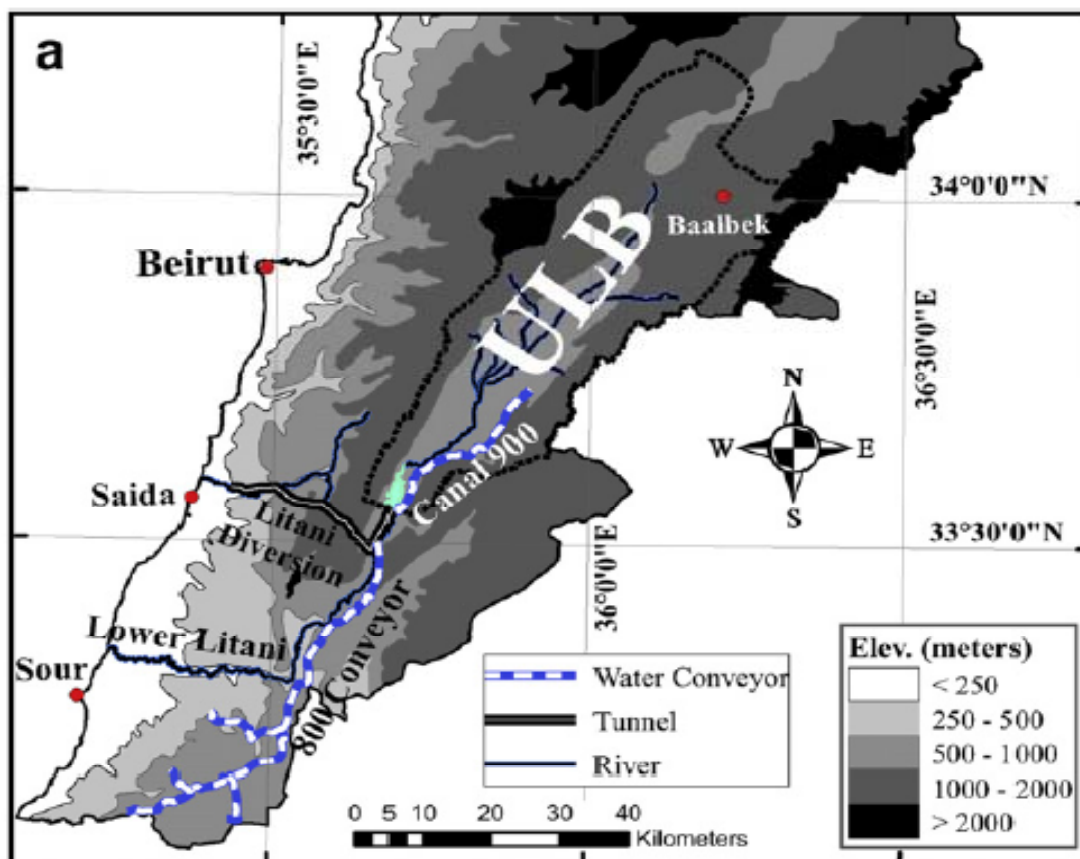 a
35°30'0"E
34°0'0"N
Baalbek
Beirut
ULB
36°30'0"E
N
W E
S
Canal 900
Saida
Litani
Diversion
33°30'0"N
36°0'0"E
Lower Litani
Sour
800 Conveyor
Water Conveyor
Tunnel
River
Elev. (meters)
< 250
250 - 500
500 - 1000
1000 - 2000
> 2000
0 5 10 20 30 40
Kilometers